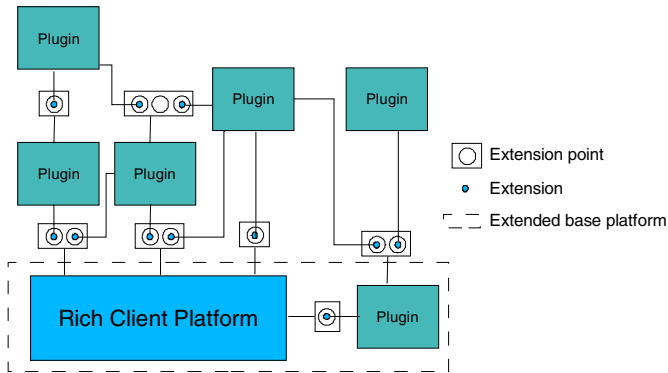 Plugin
Plugin
Plugin
Plugin
Plugin
Extension point
Extension
Extended base platform
Rich Client Platform
Plugin